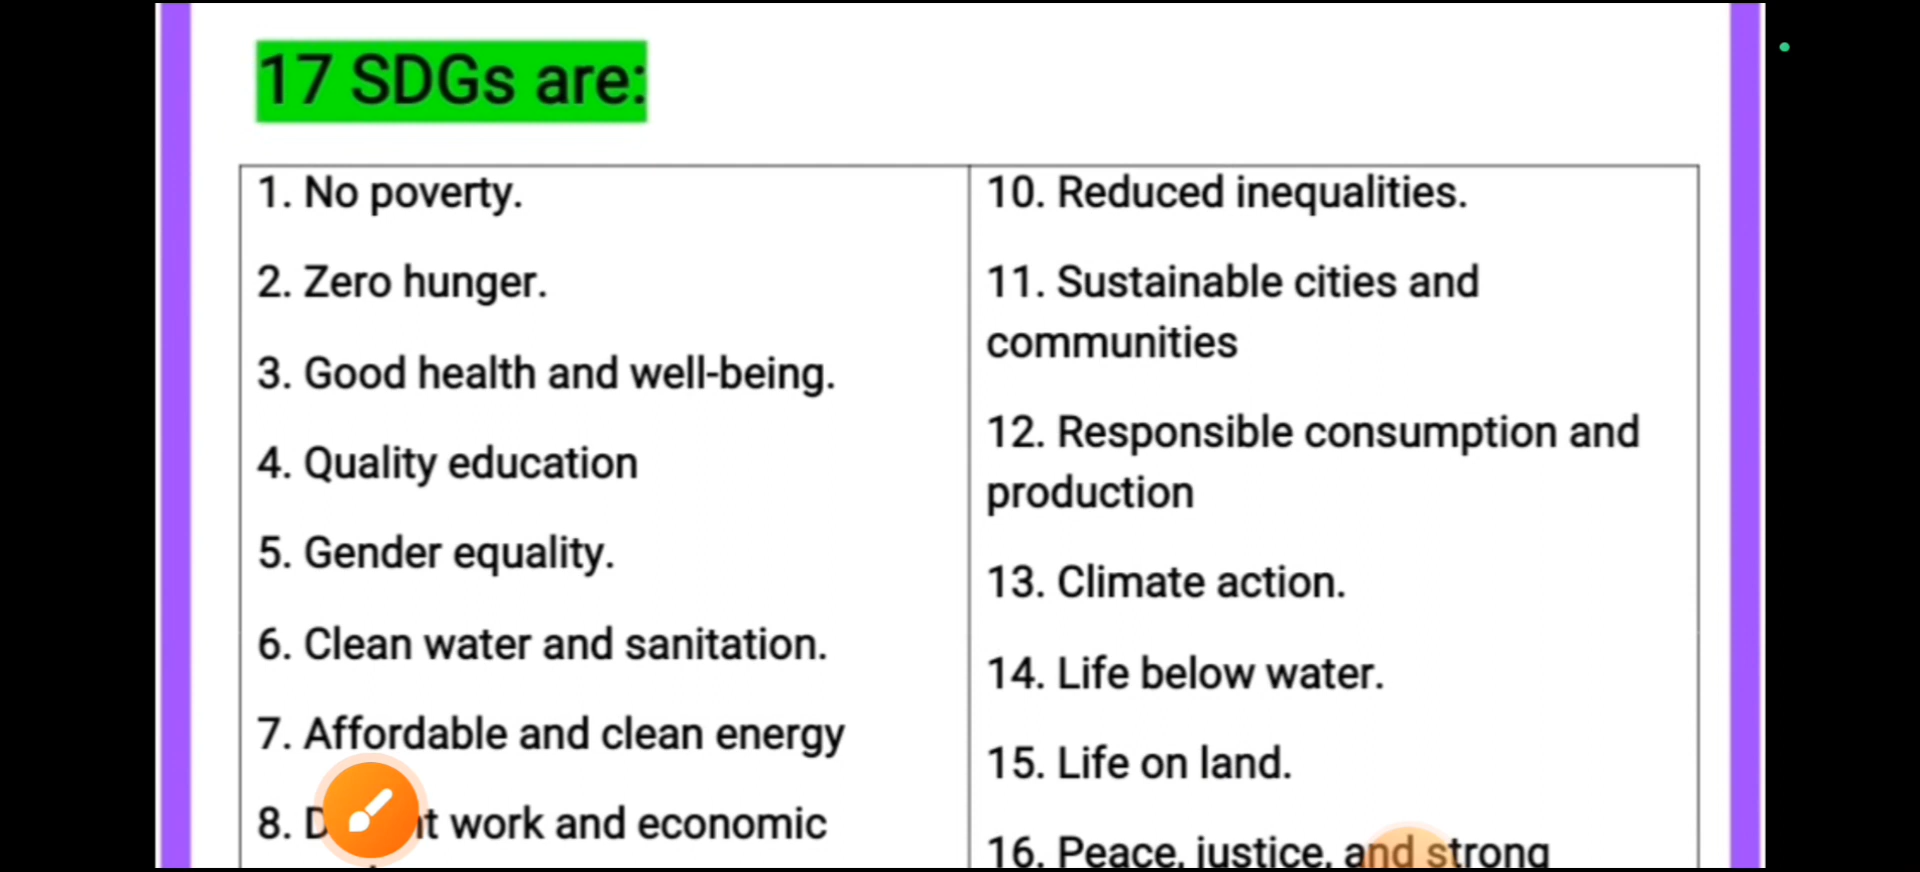 17 SDGs are:
1. No poverty.
2. Zero hunger.
3. Good health and well-being.
4. Quality education
5. Gender equality.
6. Clean water and sanitation.
7. Affordable and clean energy
8. work and economic
10. Reduced inequalities.
11. Sustainable cities and
communities
12. Responsible consumption and
production
13. Climate action.
14. Life below water.
15. Life on land.
16. Peace, justice, and strong